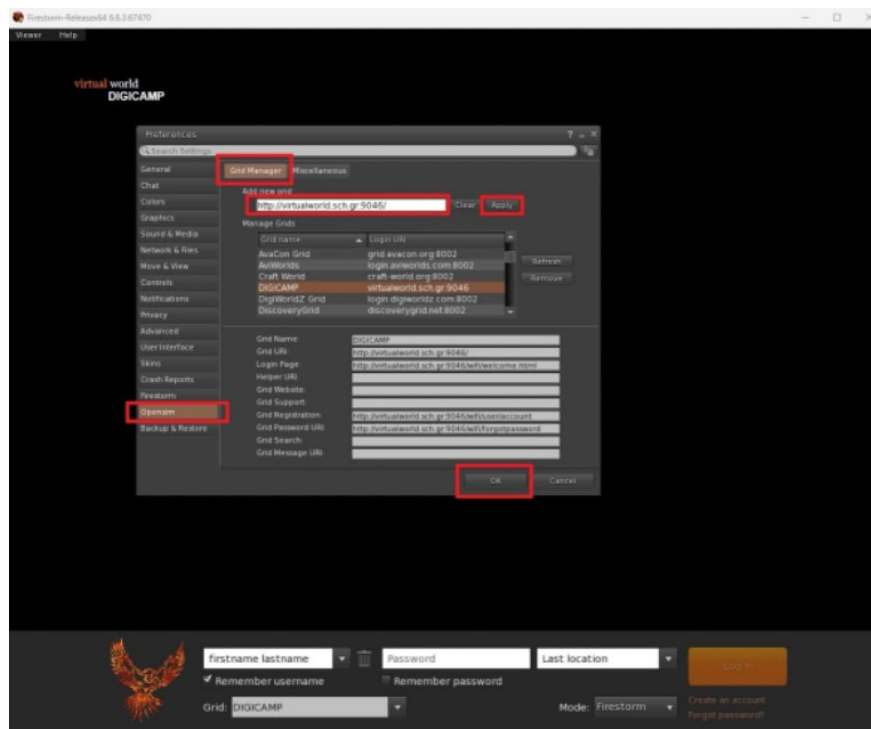 Firestorm-Releasex64 6.6.3.67470
Viewer Help
virtual world
DIGICAMP
Preferences
Search Settings
General
Chat
Colors
Graphics
Sound & Media
Network & Files
Move & View
Controls
Notifications
Privacy
Advanced
User Interface
Skins
Crash Reports
Firestorm
Opensim
Backup & Restore
Grid Manager Miscellaneous
Add new grid
http://virtualworld.sch.gr:9046/ Clear Apply
Manage Grids
Grid name Login URI
AvaCon Grid grid.avacon.org:8002
AviWorlds login.aviworlds.com:8002
Craft World craft-world.org:8002
DIGICAMP virtualworld.sch.gr:9046
DigiWorldZ Grid login.digiworldz.com:8002
DiscoveryGrid discoverygrid.net:8002
Refresh
Remove
Grid Name: DIGICAMP
Grid URI: http://virtualworld.sch.gr:9046/
Login Page: http://virtualworld.sch.gr:9046/wifi/welcome.html
Helper URI:
Grid Website:
Grid Support:
Grid Registration: http://virtualworld.sch.gr:9046/wifi/user/account
Grid Password URI: http://virtualworld.sch.gr:9046/wifi/forgotpassword
Grid Search:
Grid Message URI:
OK Cancel
firstname lastname Password Last location Log In
Remember username Remember password
Grid: DIGICAMP Mode: Firestorm
Create an account
Forgot password?